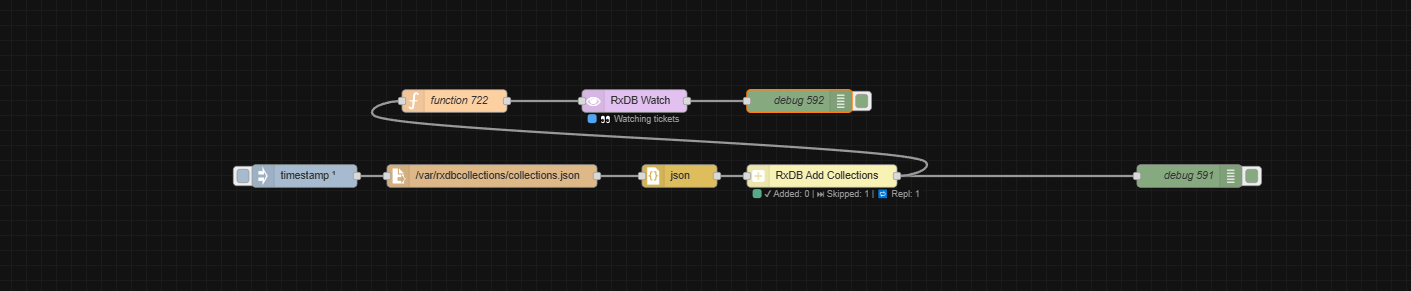 function 722
RxDB Watch
debug 592
Watching tickets
timestamp ¹
/var/rxdbcollections/collections.json
json
RxDB Add Collections
debug 591
✓ Added: 0 | ⏭ Skipped: 1 | 🔁 Repl: 1